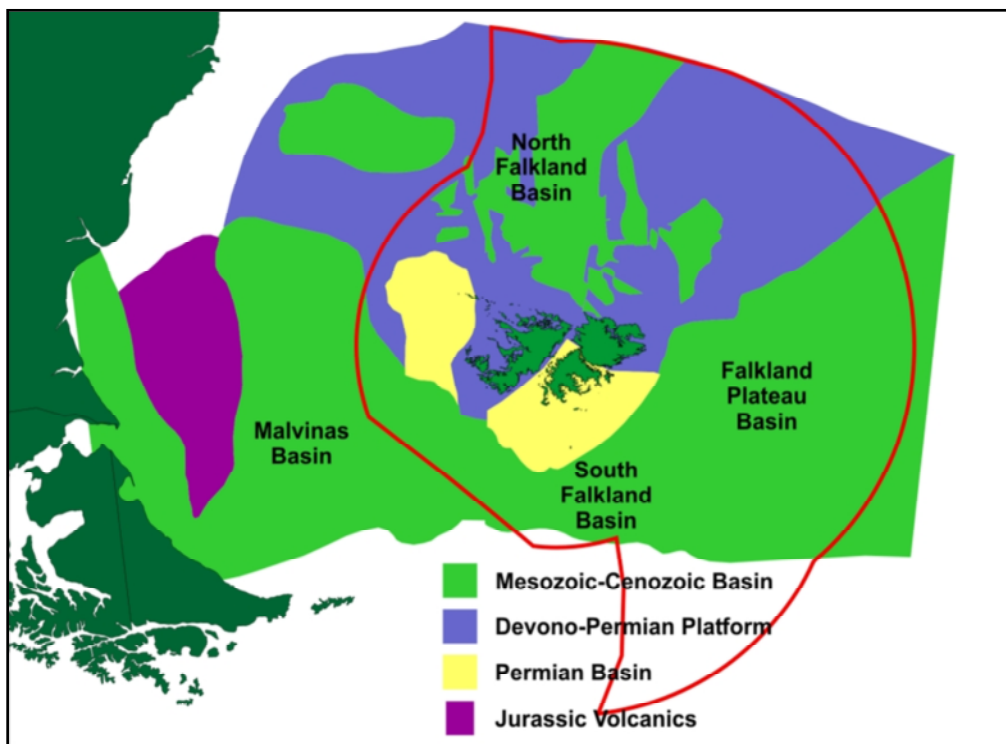 North
Falkland
Basin
Falkland
Plateau
Basin
Malvinas
Basin
South
Falkland
Basin
Mesozoic-Cenozoic Basin
Devono-Permian Platform
Permian Basin
Jurassic Volcanics